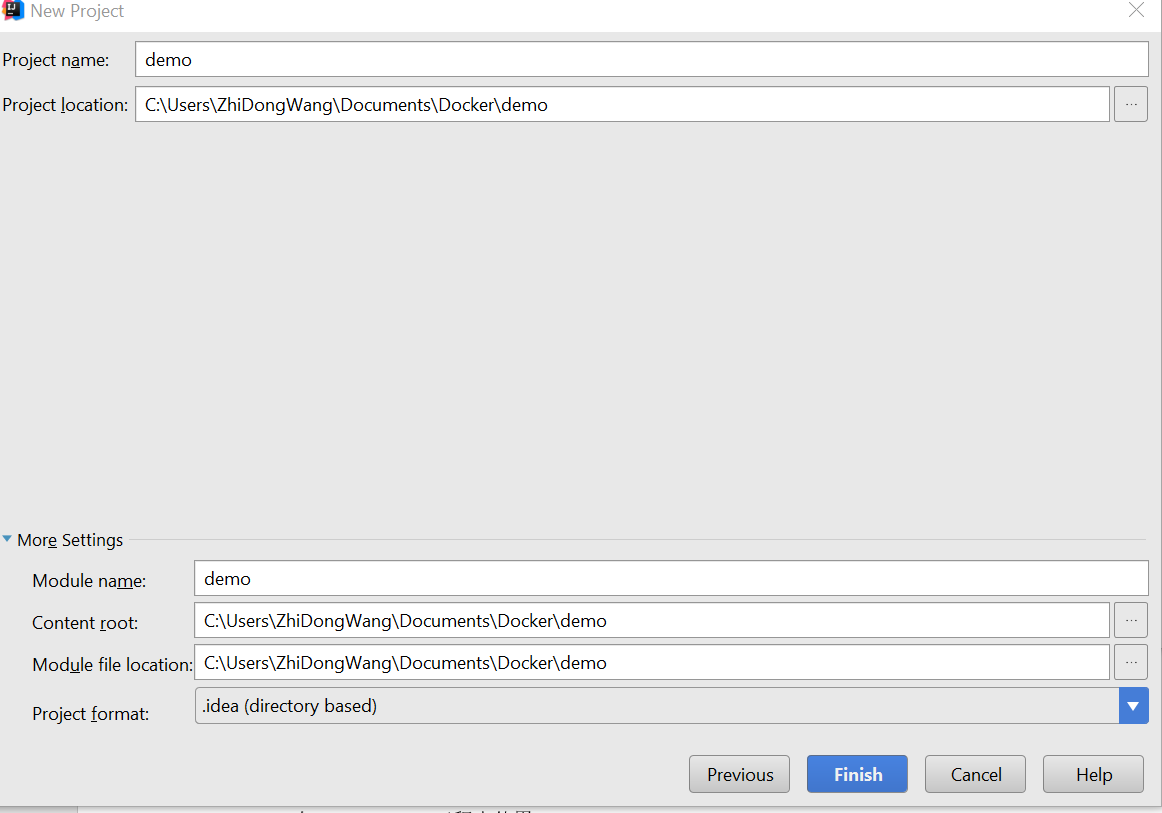 New Project
Project name: demo
Project location: C:\Users\ZhiDongWang\Documents\Docker\demo ...
More Settings
Module name: demo
Content root: C:\Users\ZhiDongWang\Documents\Docker\demo ...
Module file location: C:\Users\ZhiDongWang\Documents\Docker\demo ...
Project format: .idea (directory based)
Previous Finish Cancel Help